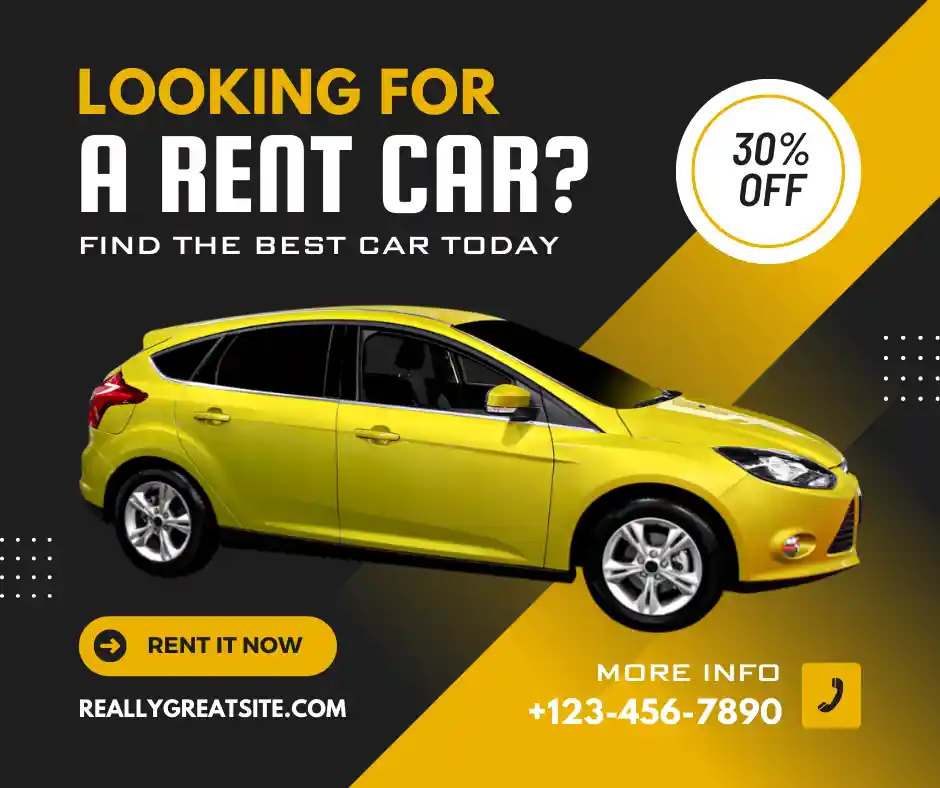 LOOKING FOR
A RENT CAR?
FIND THE BEST CAR TODAY
30%
OFF
RENT IT NOW
REALLYGREATSITE.COM
MORE INFO
+123-456-7890